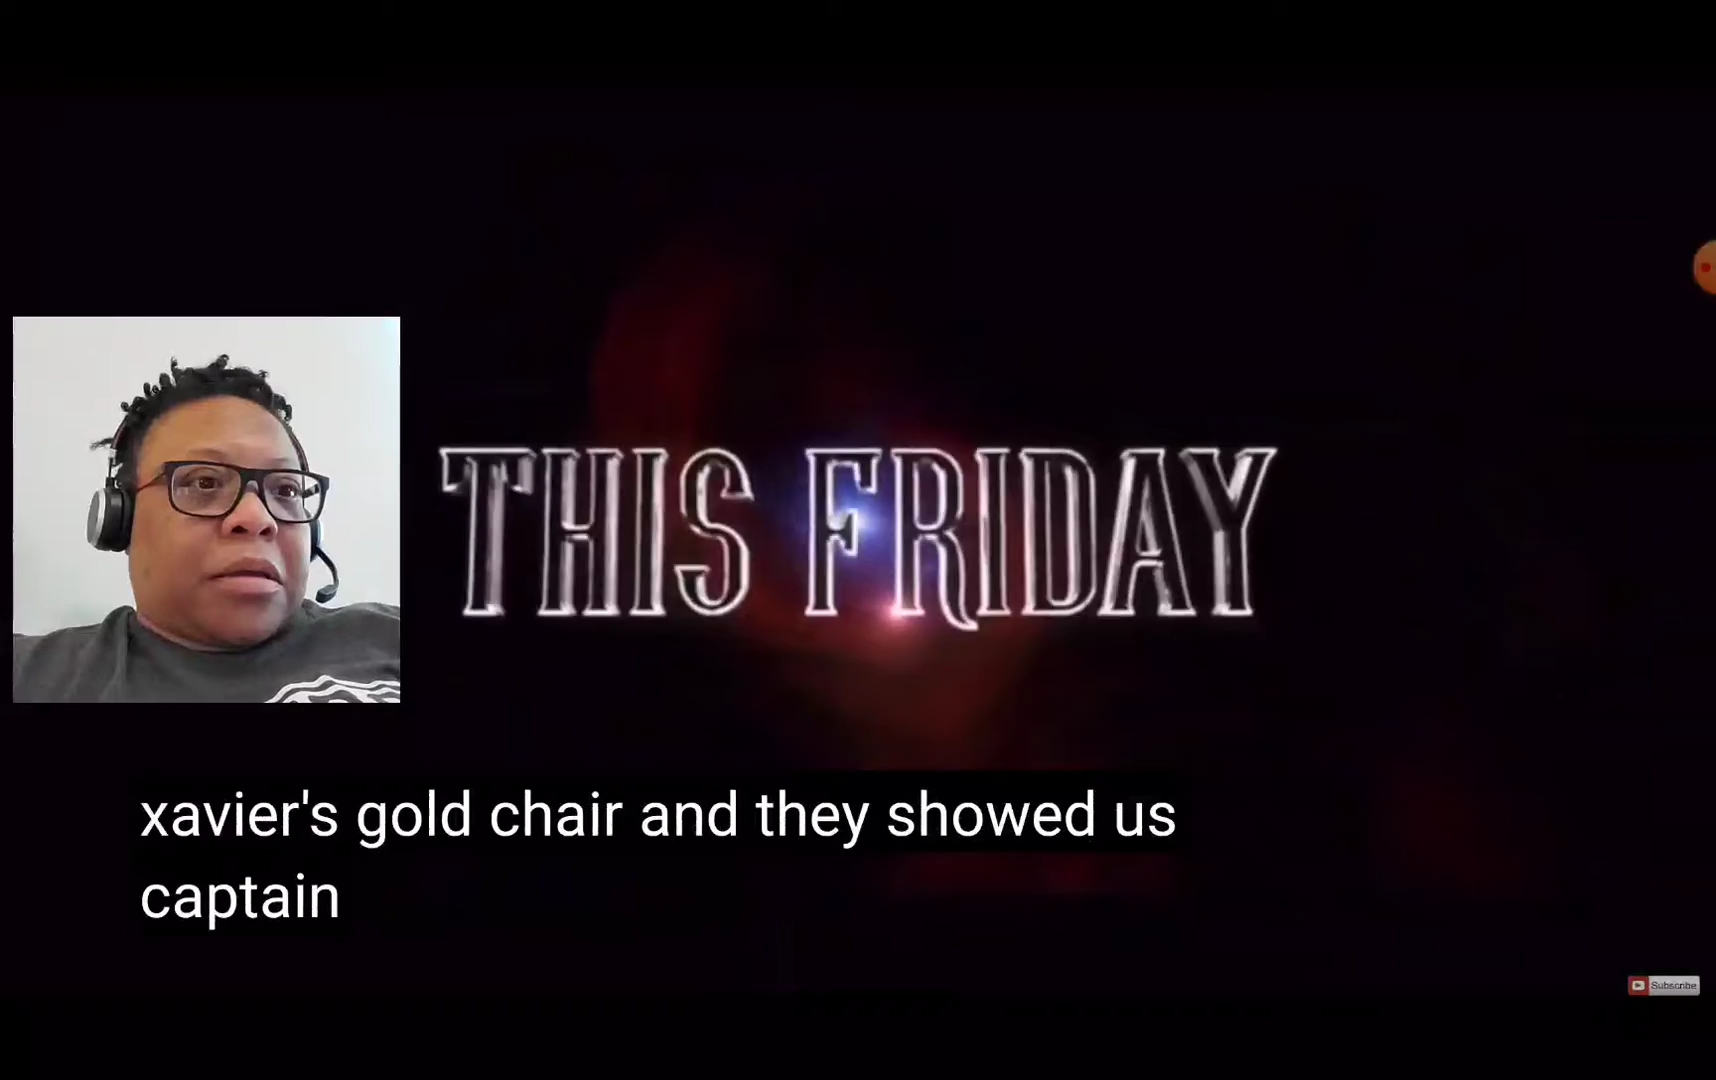 THIS FRIDAY
xavier's gold chair and they showed us
captain
Subscribe